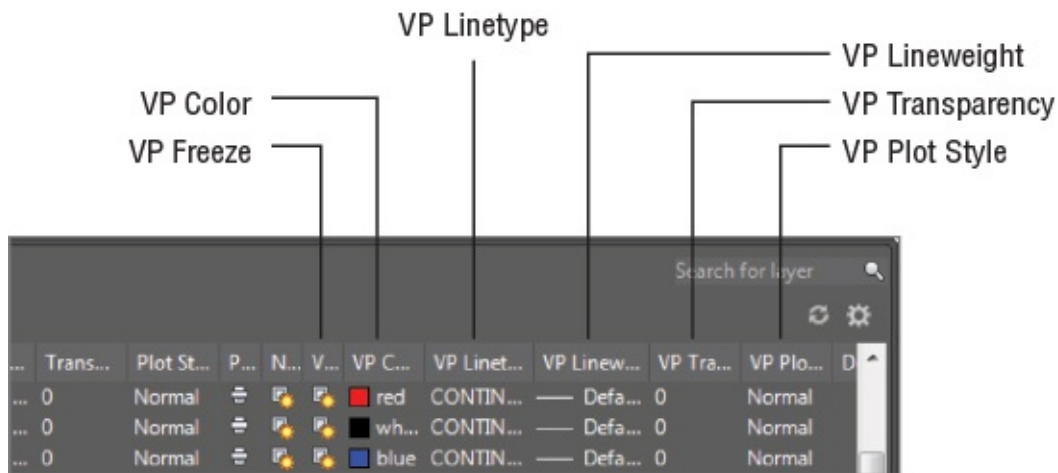 VP Linetype
VP Lineweight
VP Color
VP Transparency
VP Freeze
VP Plot Style
Search for layer
... Trans... Plot St... P... N... V... VP C... VP Linet... VP Linew... VP Tra... VP Plo... D
... 0 Normal red CONTIN... Defa... 0 Normal
... 0 Normal wh... CONTIN... Defa... 0 Normal
... 0 Normal blue CONTIN... Defa... 0 Normal